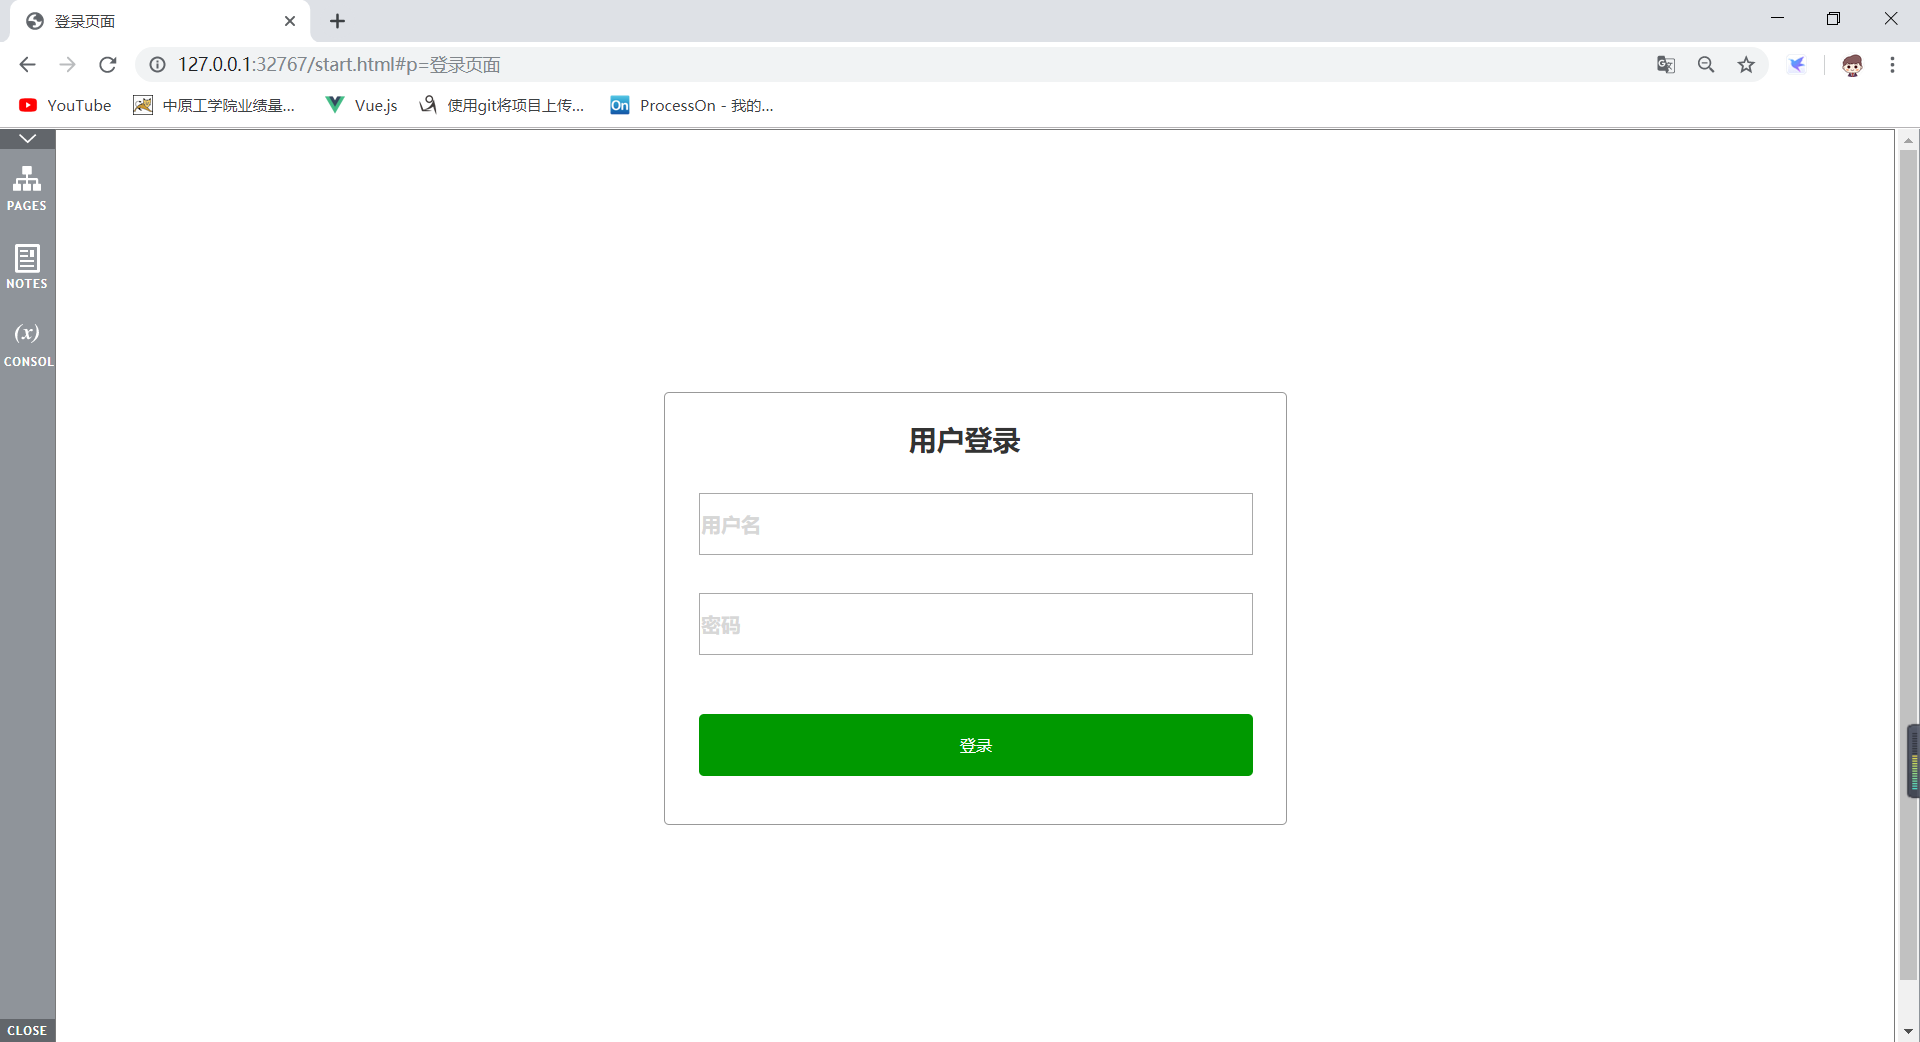 登录页面
127.0.0.1:32767/start.html#p=登录页面
YouTube
中原工学院业绩量...
Vue.js
使用git将项目上传...
On
ProcessOn - 我的...
PAGES
NOTES
(x)
CONSOL
用户登录
用户名
密码
登录
CLOSE